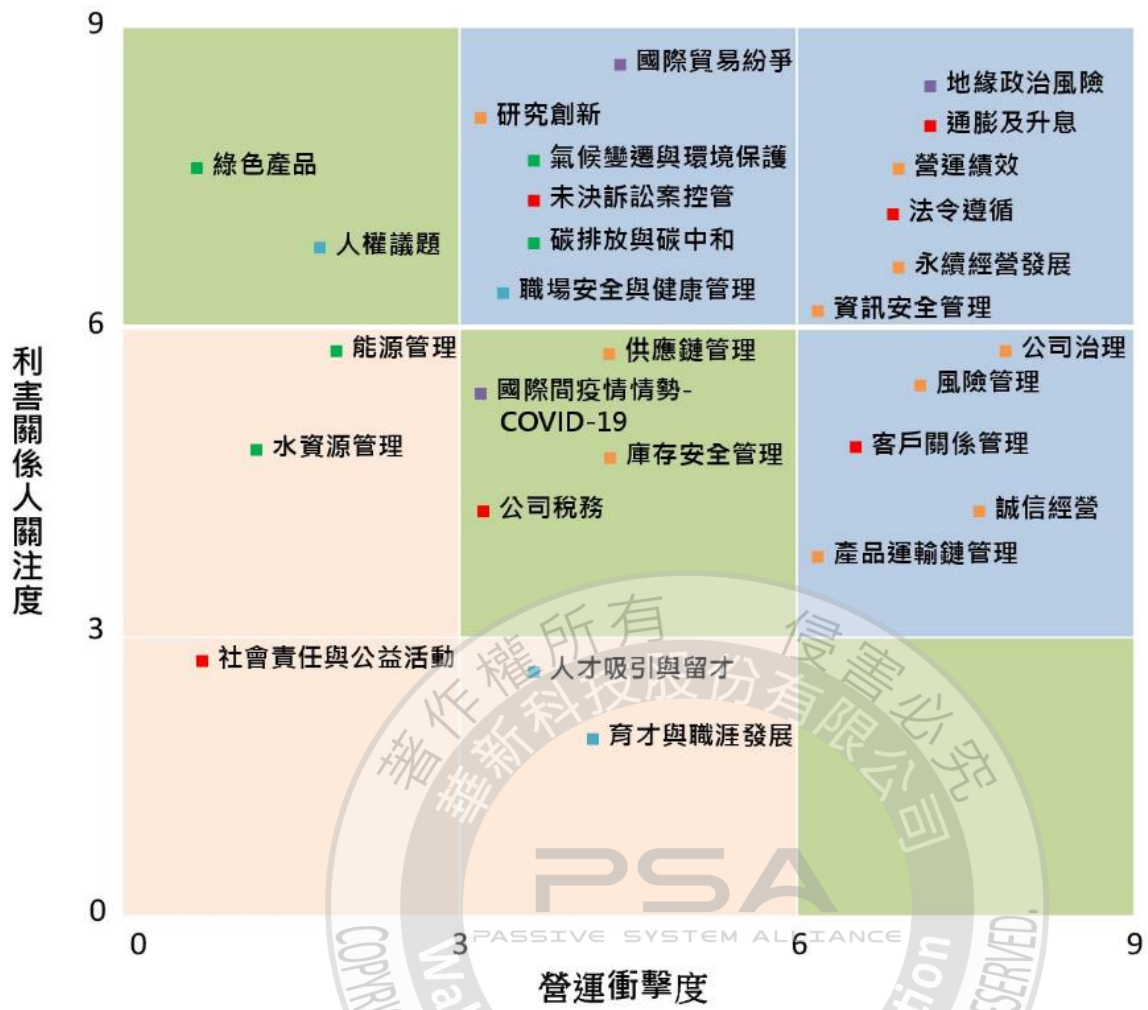 9
國際貿易紛爭
地緣政治風險
研究創新
通膨及升息
綠色產品
氣候變遷與環境保護
營運績效
未決訴訟案控管
法令遵循
人權議題
碳排放與碳中和
永續經營發展
職場安全與健康管理
資訊安全管理
6
能源管理
供應鏈管理
公司治理
利害關係人關注度
國際間疫情情勢-
COVID-19
風險管理
水資源管理
庫存安全管理
客戶關係管理
公司稅務
誠信經營
產品運輸鏈管理
3
社會責任與公益活動
人才吸引與留才
育才與職涯發展
著作權所有 侵害必究
華新科技股份有限公司
PSA
PASSIVE SYSTEM ALLIANCE
0
0
3
6
9
營運衝擊度